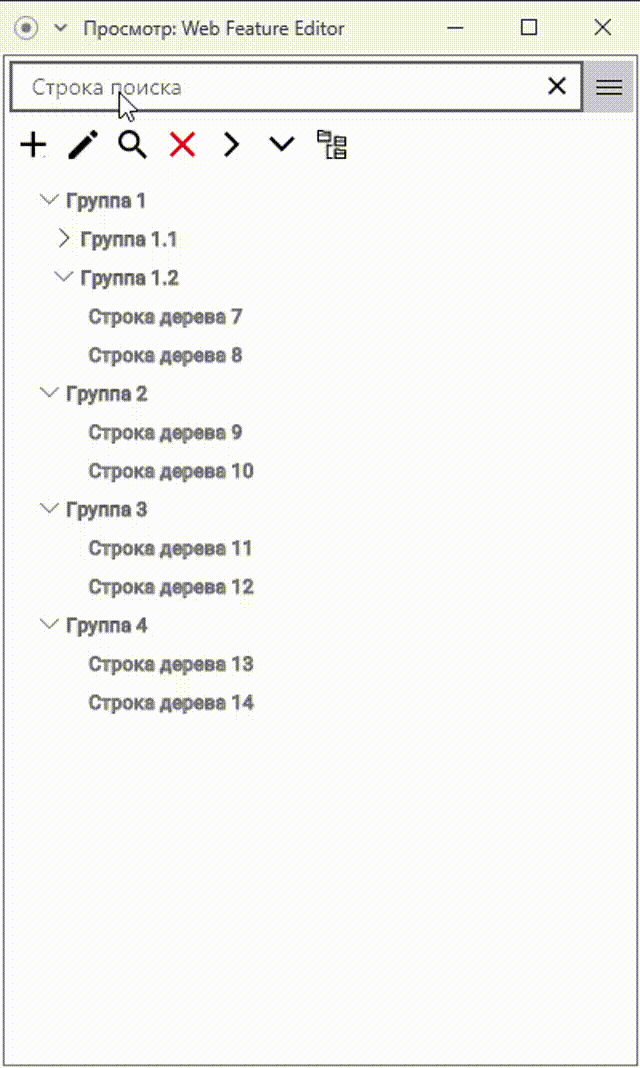 Просмотр: Web Feature Editor
Строка поиска
Группа 1
Группа 1.1
Группа 1.2
Строка дерева 7
Строка дерева 8
Группа 2
Строка дерева 9
Строка дерева 10
Группа 3
Строка дерева 11
Строка дерева 12
Группа 4
Строка дерева 13
Строка дерева 14